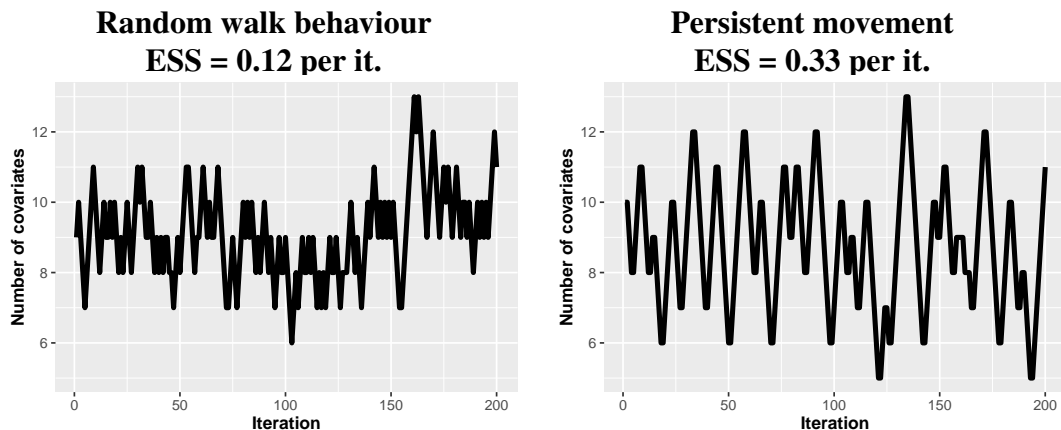 Random walk behaviour
ESS = 0.12 per it.
Number of covariates
12
10
8
6
0
50
100
150
200
Iteration
Persistent movement
ESS = 0.33 per it.
Number of covariates
12
10
8
6
0
50
100
150
200
Iteration